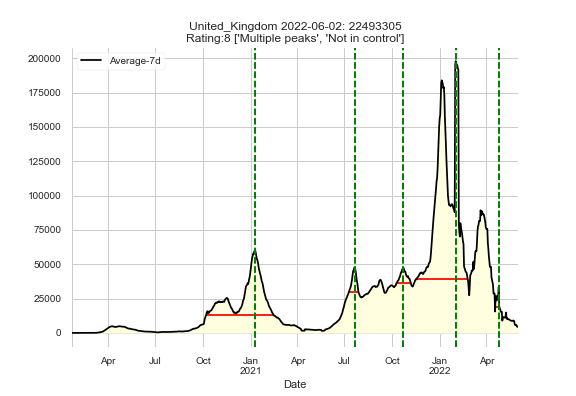 United_Kingdom 2022-06-02: 22493305
Rating:8 ['Multiple peaks', 'Not in control']
Average-7d
200000
175000
150000
125000
100000
75000
50000
25000
0
Apr Jul Oct Jan Apr Jul Oct Jan Apr
2021 2022
Date